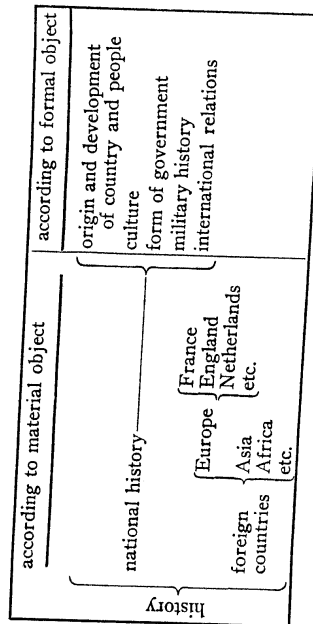 according to material object
according to formal object
history
national history
origin and development
of country and people
culture
form of government
military history
international relations
foreign
countries
Europe
Asia
Africa
etc.
France
England
Netherlands
etc.